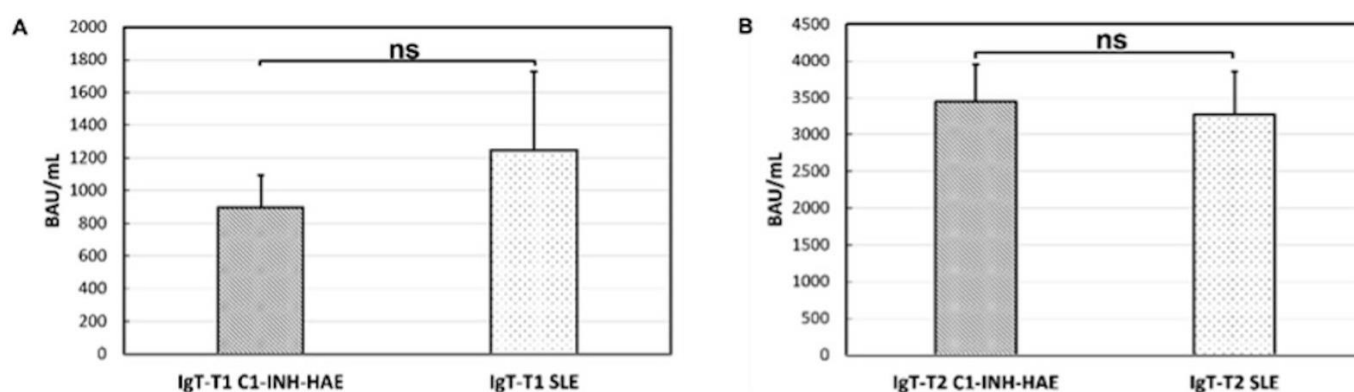 A
2000
1800
1600
1400
1200
1000
800
600
400
200
0
BAU/mL
ns
IgT-T1 C1-INH-HAE IgT-T1 SLE
B
4500
4000
3500
3000
2500
2000
1500
1000
500
0
BAU/mL
ns
IgT-T2 C1-INH-HAE IgT-T2 SLE